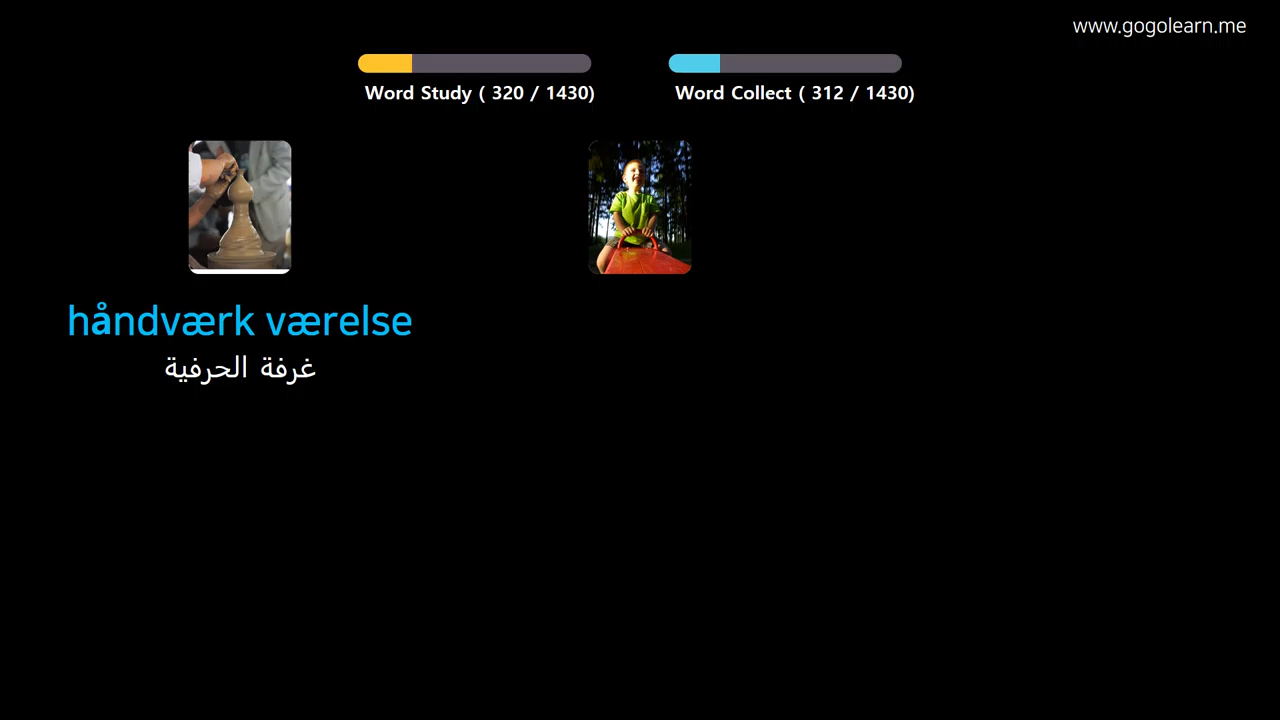 www.gogolearn.me
Word Study ( 320 / 1430)
Word Collect ( 312 / 1430)
håndværk værelse
غرفة الحرفية